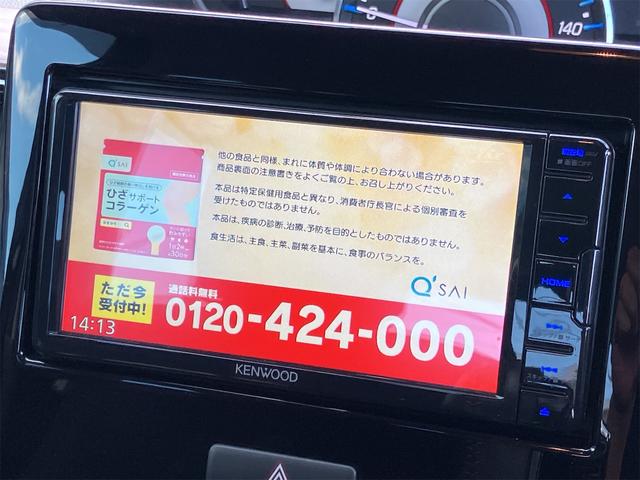 140
Q'SAI
ひざサポート
コラーゲン
他の食品と同様、まれに体質や体調により合わない場合があります。
商品裏面の注意書きをよくご覧の上、お召し上がりください。
本品は特定保健用食品と異なり、消費者庁長官による個別審査を
受けたものではありません。
本品は、疾病の診断、治療、予防を目的としたものではありません。
食生活は、主食、主菜、副菜を基本に、食事のバランスを。
Q'SAI
ただ今
受付中!
通話料無料
0120-424-000
14:13
KENWOOD
画面OFF
HOME